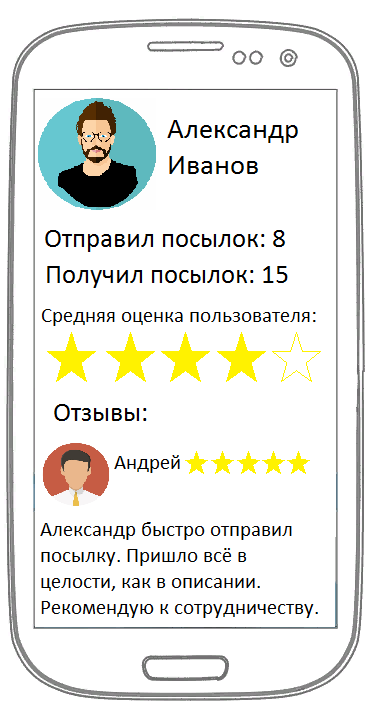 Александр
Иванов
Отправил посылок: 8
Получил посылок: 15
Средняя оценка пользователя:
Отзывы:
Андрей
Александр быстро отправил
посылку. Пришло всё в
целости, как в описании.
Рекомендую к сотрудничеству.